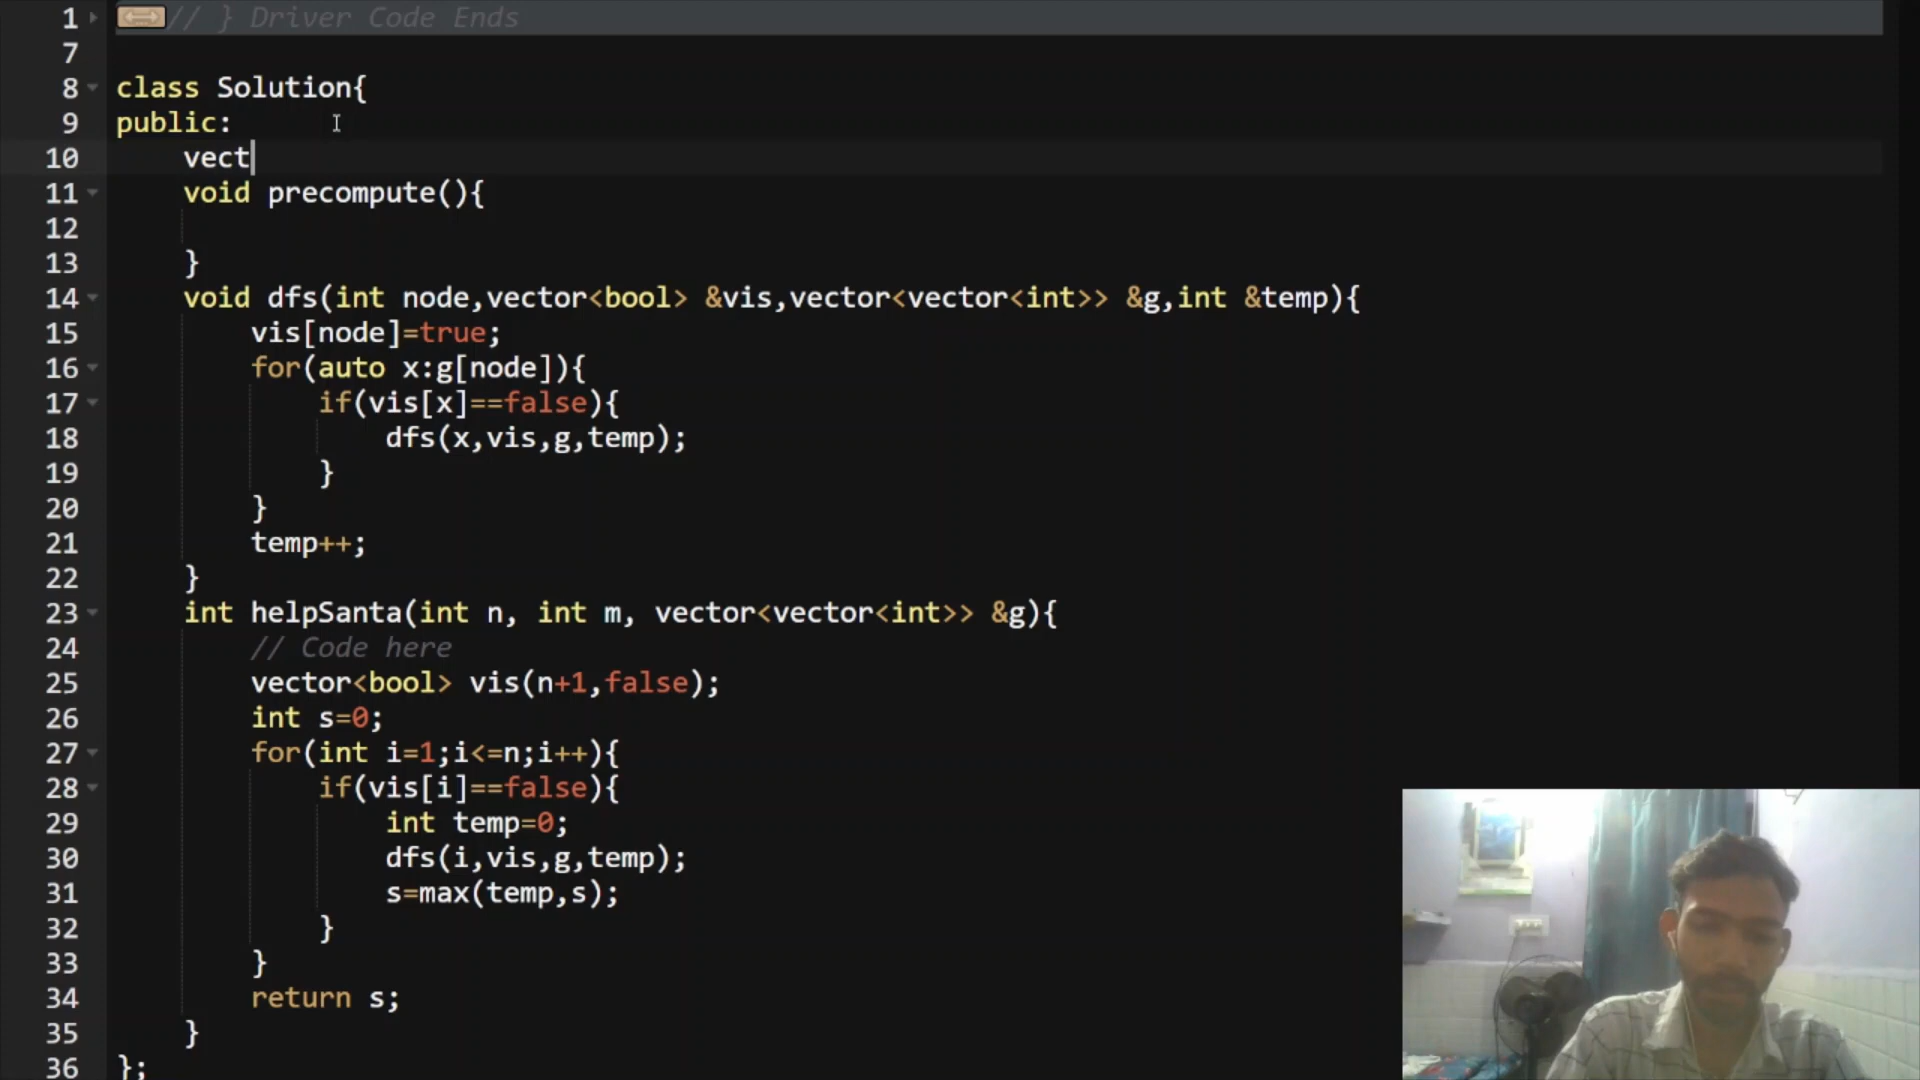 1 // } Driver Code Ends
7
8 class Solution{
9 public:
10 vect
11 void precompute(){
12
13 }
14 void dfs(int node,vector<bool> &vis,vector<vector<int>> &g,int &temp){
15 vis[node]=true;
16 for(auto x:g[node]){
17 if(vis[x]==false){
18 dfs(x,vis,g,temp);
19 }
20 }
21 temp++;
22 }
23 int helpSanta(int n, int m, vector<vector<int>> &g){
24 // Code here
25 vector<bool> vis(n+1,false);
26 int s=0;
27 for(int i=1;i<=n;i++){
28 if(vis[i]==false){
29 int temp=0;
30 dfs(i,vis,g,temp);
31 s=max(temp,s);
32 }
33 }
34 return s;
35 }
36 };